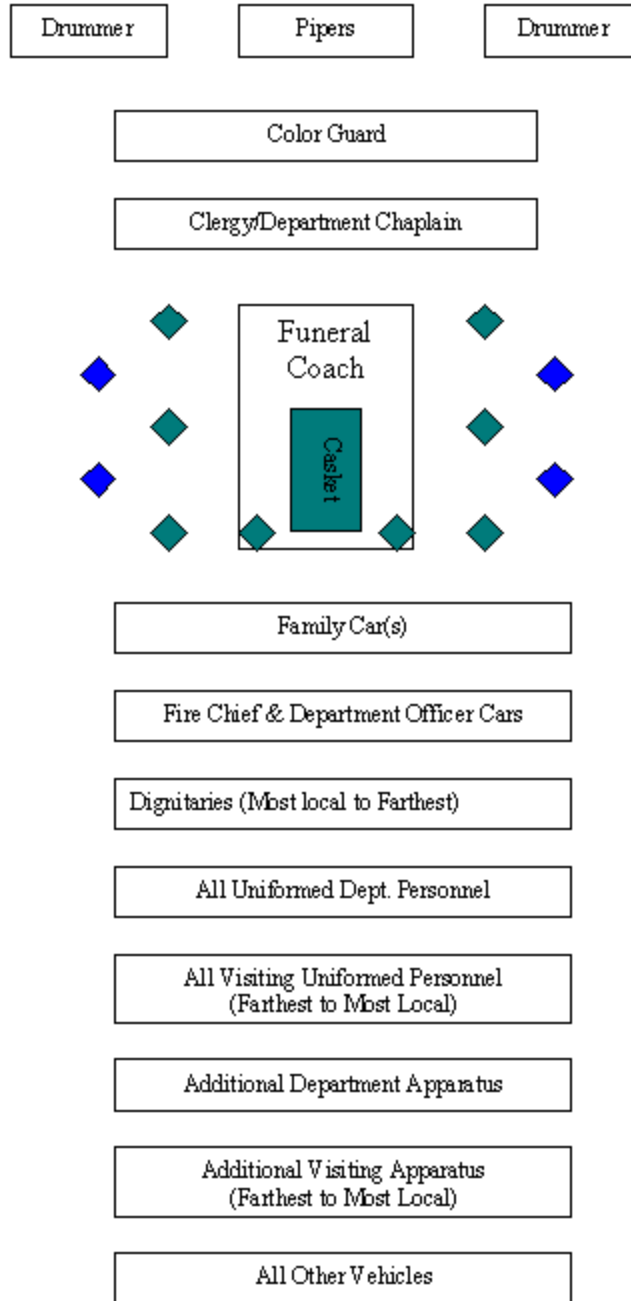 Drummer
Pipers
Drummer
Color Guard
Clergy/Department Chaplain
Funeral
Coach
Casket
Family Car(s)
Fire Chief & Department Officer Cars
Dignitaries (Most local to Farthest)
All Uniformed Dept. Personnel
All Visiting Uniformed Personnel
(Farthest to Most Local)
Additional Department Apparatus
Additional Visiting Apparatus
(Farthest to Most Local)
All Other Vehicles